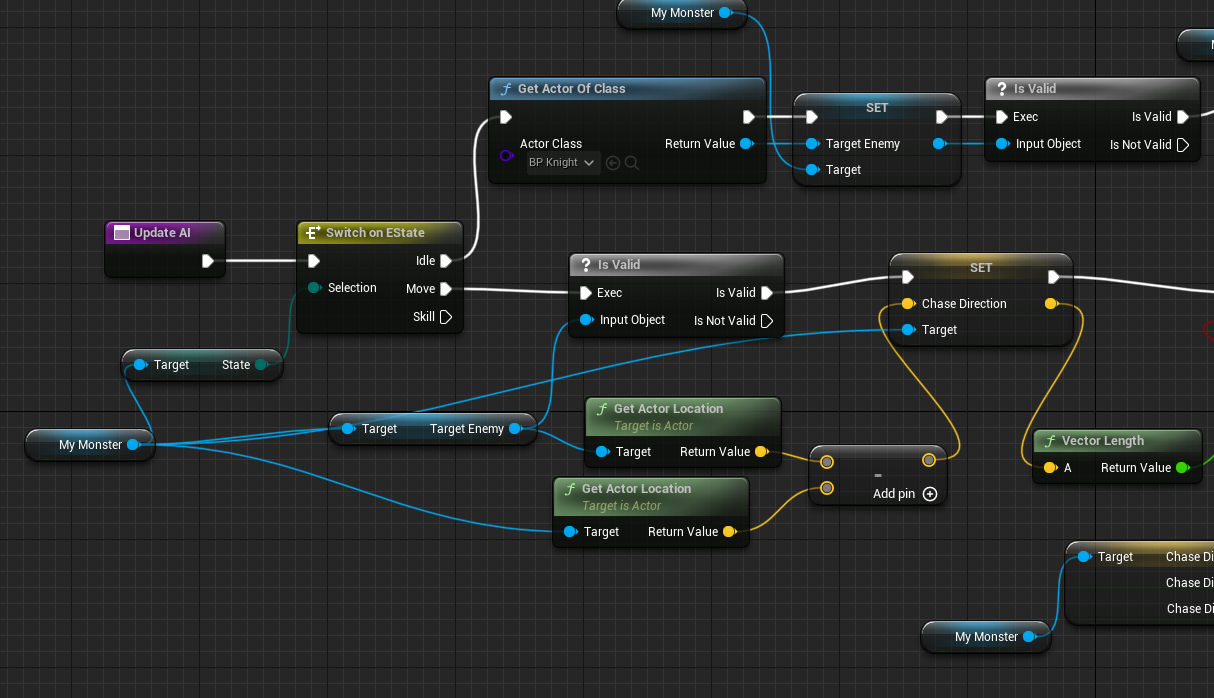 My Monster
Get Actor Of Class
Actor Class
BP Knight
Return Value
SET
Target Enemy
Target
Is Valid
Exec
Is Valid
Input Object
Is Not Valid
Update AI
Switch on EState
Idle
Selection
Move
Skill
Is Valid
Exec
Is Valid
Input Object
Is Not Valid
SET
Chase Direction
Target
Target
State
My Monster
Target
Target Enemy
Get Actor Location
Target is Actor
Target
Return Value
Get Actor Location
Target is Actor
Target
Return Value
-
Add pin
Vector Length
A
Return Value
Target
Chase Di
Chase Di
Chase Di
My Monster